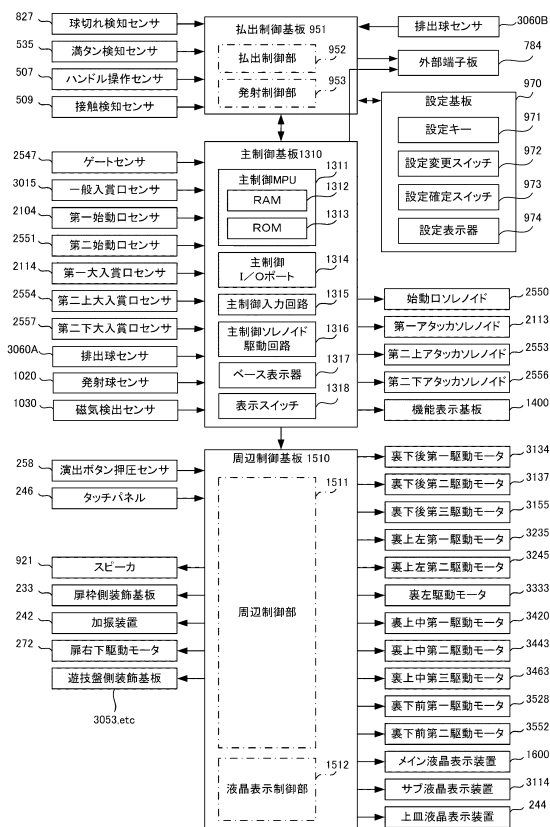 827
球切れ検知センサ
535
満タン検知センサ
507
ハンドル操作センサ
509
接触検知センサ
払出制御基板 951
払出制御部
952
発射制御部
953
排出球センサ
3060B
外部端子板
784
設定基板
970
設定キー
971
設定変更スイッチ
972
設定確定スイッチ
973
設定表示器
974
2547
ゲートセンサ
3015
一般入賞口センサ
2104
第一始動口センサ
2551
第二始動口センサ
2114
第一大入賞口センサ
2554
第二上大入賞口センサ
2557
第二下大入賞口センサ
3060A
排出球センサ
1020
発射球センサ
1030
磁気検出センサ
主制御基板1310
主制御MPU
1311
RAM
1312
ROM
1313
主制御
I/Oポート
1314
主制御入力回路
1315
主制御ソレノイド
駆動回路
1316
ベース表示器
1317
表示スイッチ
1318
始動口ソレノイド
2550
第一アタッカソレノイド
2113
第二上アタッカソレノイド
2553
第二下アタッカソレノイド
2556
機能表示基板
1400
258
演出ボタン押圧センサ
246
タッチパネル
921
スピーカ
233
扉枠側装飾基板
242
加振装置
272
扉右下駆動モータ
遊技盤側装飾基板
3053,etc
周辺制御基板 1510
1511
周辺制御部
1512
液晶表示制御部
裏下後第一駆動モータ
3134
裏下後第二駆動モータ
3137
裏下後第三駆動モータ
3155
裏上左第一駆動モータ
3235
裏上左第二駆動モータ
3245
裏左駆動モータ
3333
裏上中第一駆動モータ
3420
裏上中第二駆動モータ
3443
裏上中第三駆動モータ
3463
裏下前第一駆動モータ
3528
裏下前第二駆動モータ
3552
メイン液晶表示装置
1600
サブ液晶表示装置
3114
上皿液晶表示装置
244